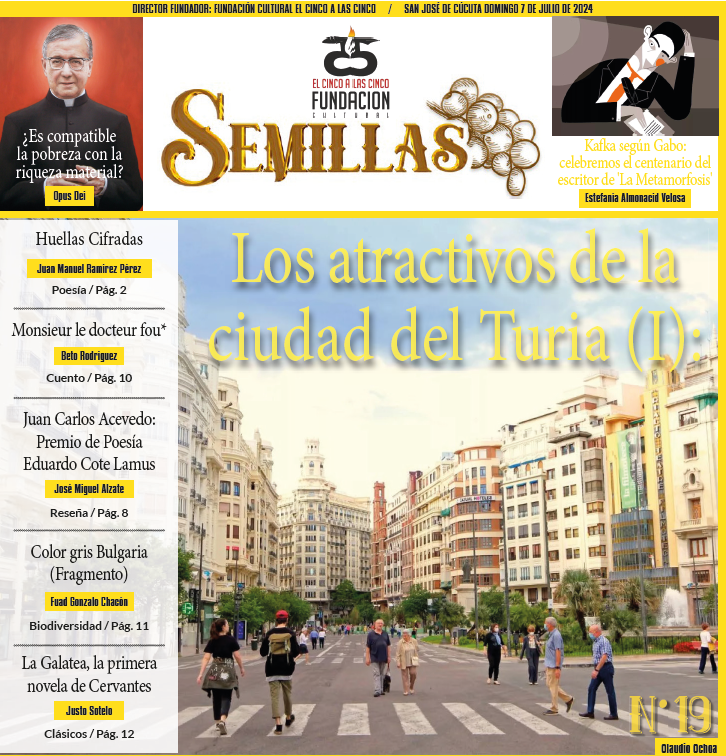 DIRECTOR FUNDADOR: FUNDACIÓN CULTURAL EL CINCO A LAS CINCO / SAN JOSÉ DE CÚCUTA DOMINGO 7 DE JULIO DE 2024
¿Es compatible
la pobreza con la
riqueza material?
Opus Dei
EL CINCO A LAS CINCO
FUNDACION
CULTURAL
SEMILLAS
Kafka según Gabo:
celebremos el centenario del
escritor de 'La Metamorfosis'
Estefania Almonacid Velosa
Huellas Cifradas
Juan Manuel Ramírez Pérez
Poesía / Pág. 2
Monsieur le docteur fou*
Beto Rodríguez
Cuento / Pág. 10
Juan Carlos Acevedo:
Premio de Poesía
Eduardo Cote Lamus
José Miguel Alzate
Reseña / Pág. 8
Color gris Bulgaria
(Fragmento)
Fuad Gonzalo Chacón
Biodiversidad / Pág. 11
La Galatea, la primera
novela de Cervantes
Justo Sotelo
Clásicos / Pág. 12
Los atractivos de la
ciudad del Turia (I):
N° 19
Claudio Ochoa